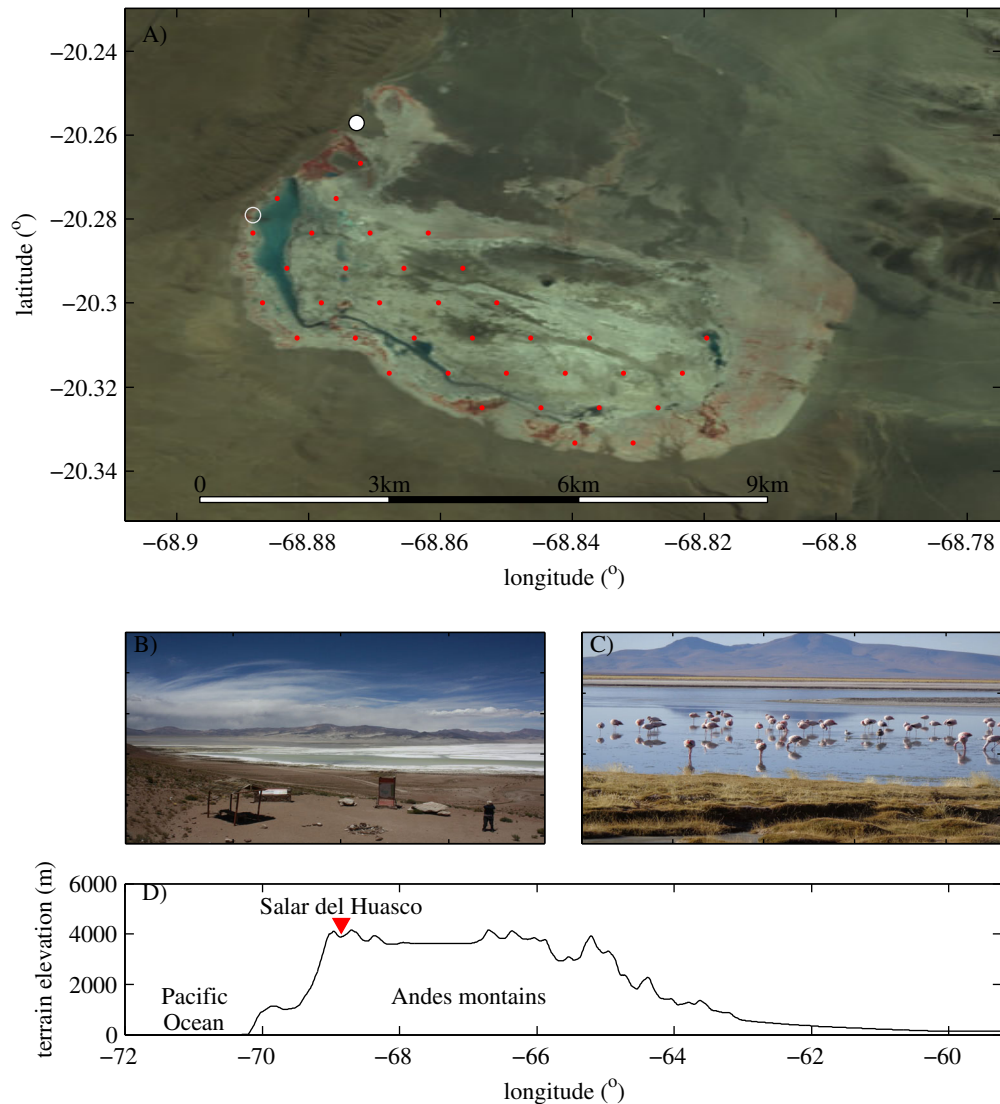 A)
−20.24
−20.26
−20.28
−20.3
−20.32
−20.34
latitude (o)
0 3km 6km 9km
−68.9 −68.88 −68.86 −68.84 −68.82 −68.8 −68.78
longitude (o)
B) C)
D)
6000
4000
2000
0
terrain elevation (m)
Salar del Huasco
Pacific
Ocean
Andes montains
−72 −70 −68 −66 −64 −62 −60
longitude (o)